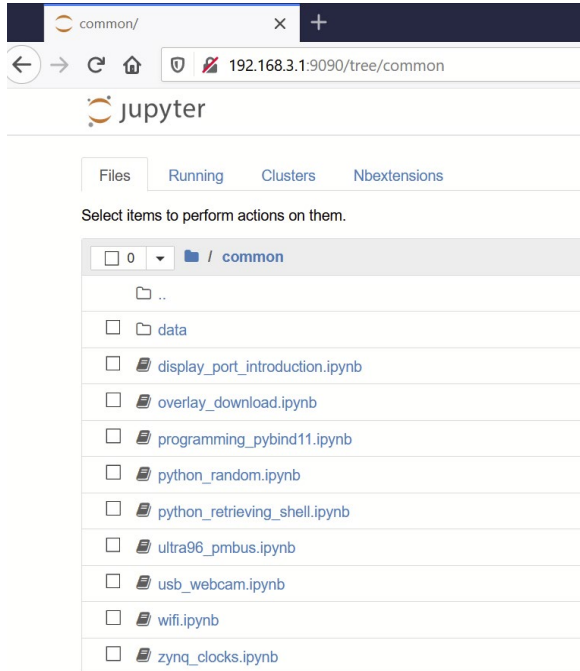 common/
192.168.3.1:9090/tree/common
jupyter
Files Running Clusters Nbextensions
Select items to perform actions on them.
0 / common
..
data
display_port_introduction.ipynb
overlay_download.ipynb
programming_pybind11.ipynb
python_random.ipynb
python_retrieving_shell.ipynb
ultra96_pmbus.ipynb
usb_webcam.ipynb
wifi.ipynb
zynq_clocks.ipynb